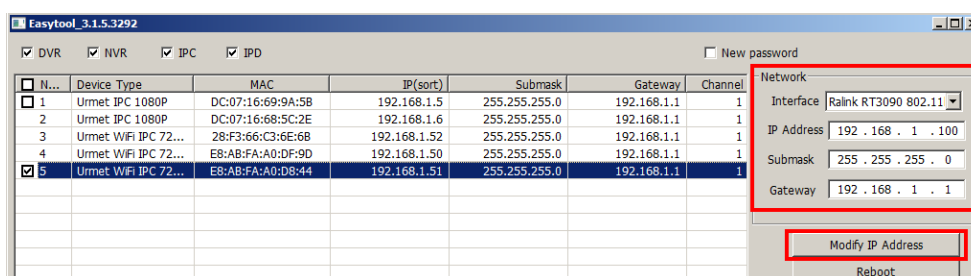 Easytool_3.1.5.3292
DVR NVR IPC IPD New password
N... Device Type MAC IP(sort) Submask Gateway Channel
1 Urmet IPC 1080P DC:07:16:69:9A:5B 192.168.1.5 255.255.255.0 192.168.1.1 1
2 Urmet IPC 1080P DC:07:16:68:5C:2E 192.168.1.6 255.255.255.0 192.168.1.1 1
3 Urmet WiFi IPC 72... 28:F3:66:C3:6E:6B 192.168.1.52 255.255.255.0 192.168.1.1 1
4 Urmet WiFi IPC 72... E8:AB:FA:A0:DF:9D 192.168.1.50 255.255.255.0 192.168.1.1 1
5 Urmet WiFi IPC 72... E8:AB:FA:A0:D8:44 192.168.1.51 255.255.255.0 192.168.1.1 1
Network
Interface Ralink RT3090 802.11
IP Address 192 . 168 . 1 . 100
Submask 255 . 255 . 255 . 0
Gateway 192 . 168 . 1 . 1
Modify IP Address
Reboot